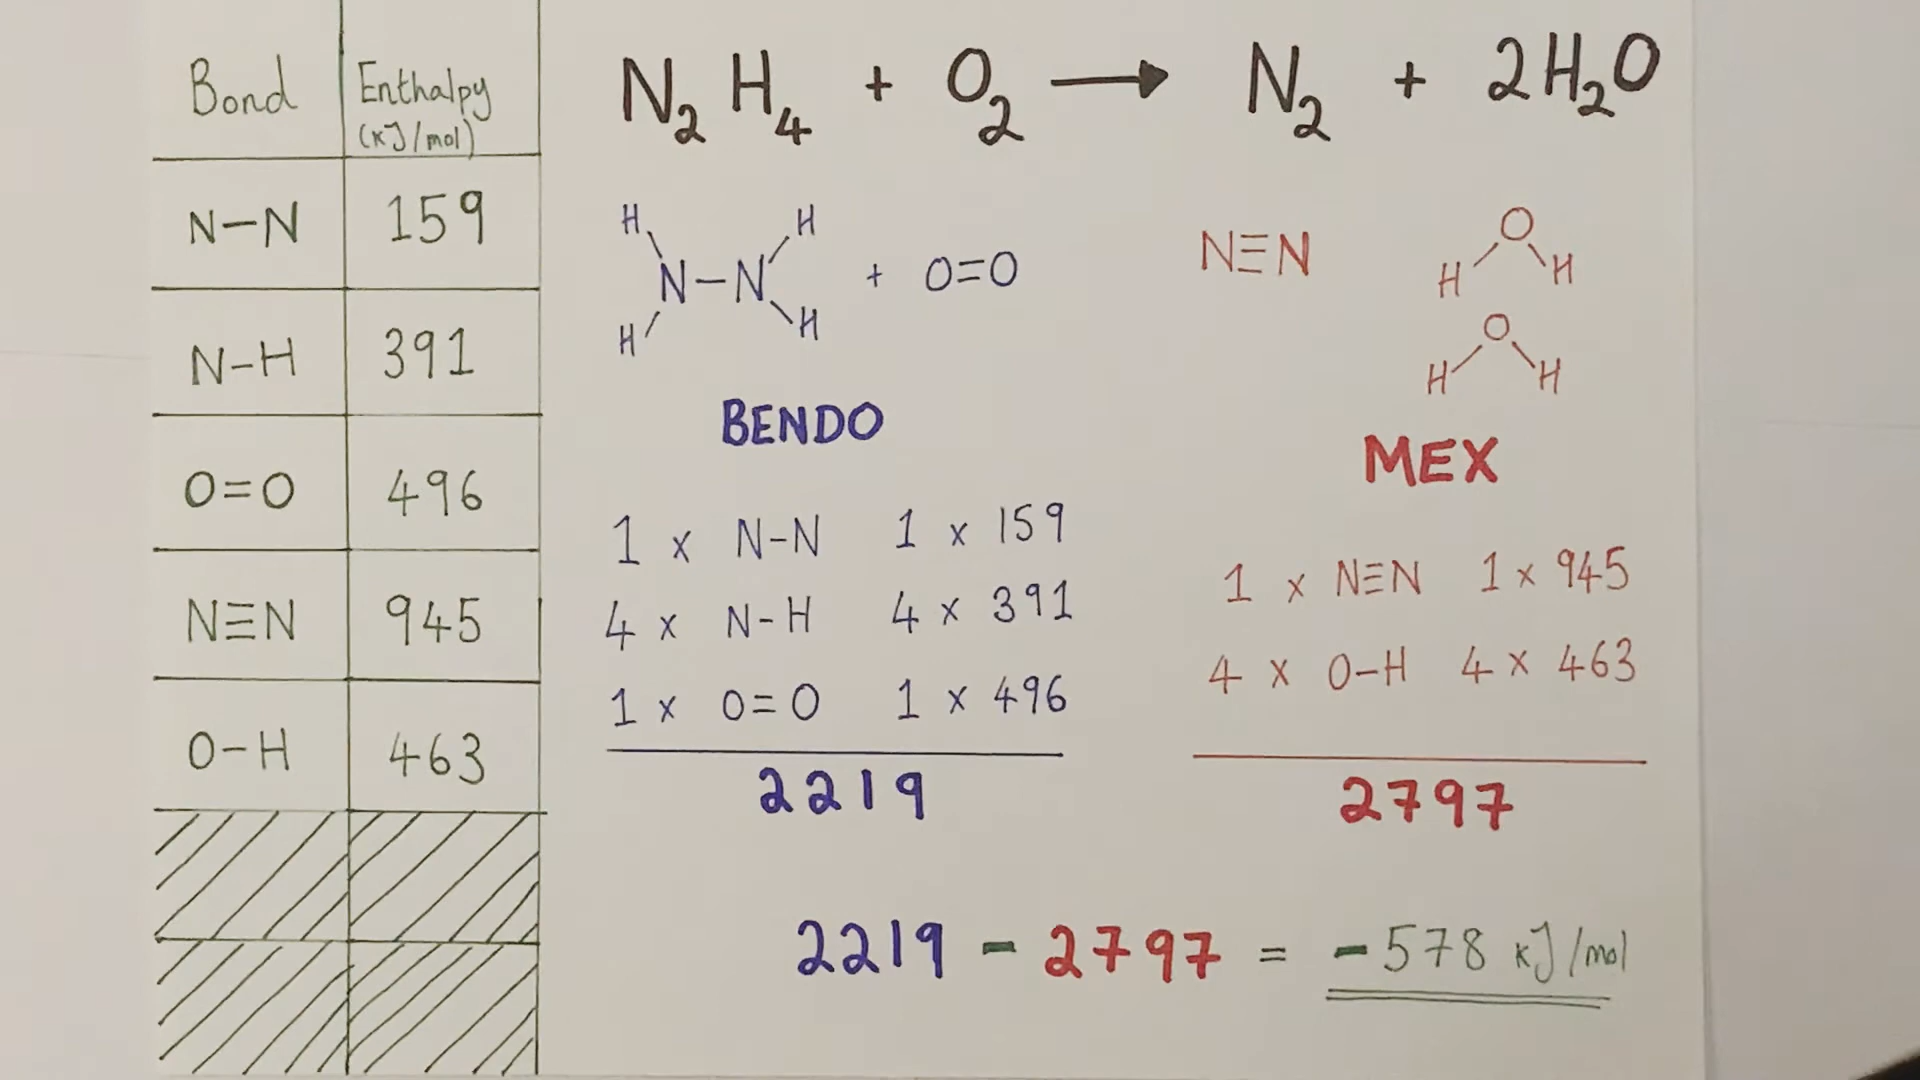 Bond Enthalpy (KJ/mol)
N-N 159
N-H 391
O=O 496
N≡N 945
O-H 463
N₂H₄ + O₂ → N₂ + 2H₂O
H H
N-N + O=O
H H
N≡N
O
H H
O
H H
BENDO
1 x N-N 1 x 159
4 x N-H 4 x 391
1 x O=O 1 x 496
2219
MEX
1 x N≡N 1 x 945
4 x O-H 4 x 463
2797
2219 - 2797 = -578 KJ/mol